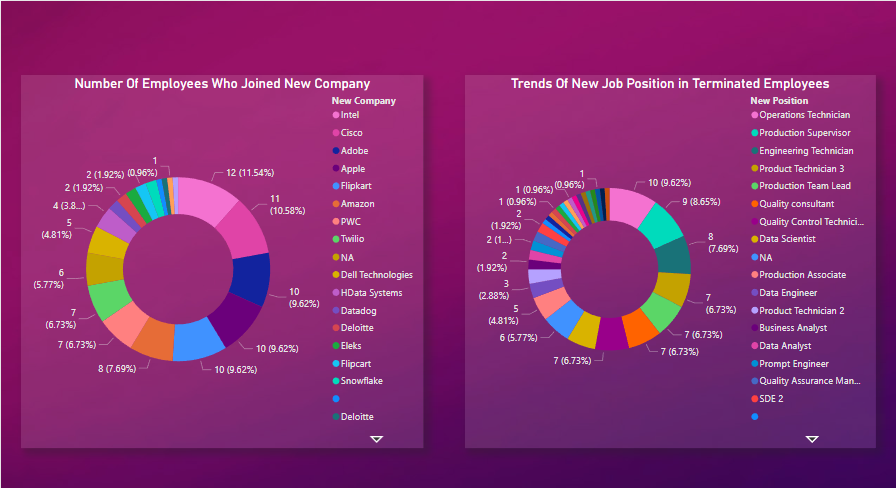 Number Of Employees Who Joined New Company
New Company
Intel
Cisco
Adobe
Apple
Flipkart
Amazon
PWC
Twilio
NA
Dell Technologies
HData Systems
Datadog
Deloitte
Eleks
Flipcart
Snowflake
Deloitte
12 (11.54%)
11
(10.58%)
10
(9.62%)
10 (9.62%)
10 (9.62%)
8 (7.69%)
7 (6.73%)
7
(6.73%)
6
(5.77%)
5
(4.81%)
4 (3.8...)
2 (1.92%)
2 (1.92%)
1
(0.96%)
Trends Of New Job Position in Terminated Employees
New Position
Operations Technician
Production Supervisor
Engineering Technician
Product Technician 3
Production Team Lead
Quality consultant
Quality Control Technici...
Data Scientist
NA
Production Associate
Data Engineer
Product Technician 2
Business Analyst
Data Analyst
Prompt Engineer
Quality Assurance Man...
SDE 2
10 (9.62%)
9 (8.65%)
8
(7.69%)
7
(6.73%)
7 (6.73%)
7 (6.73%)
7 (6.73%)
6 (5.77%)
5
(4.81%)
3
(2.88%)
2
(1.92%)
2 (1...)
2
(1.92%)
1 (0.96%)
1 (0.96%)
1
(0.96%)